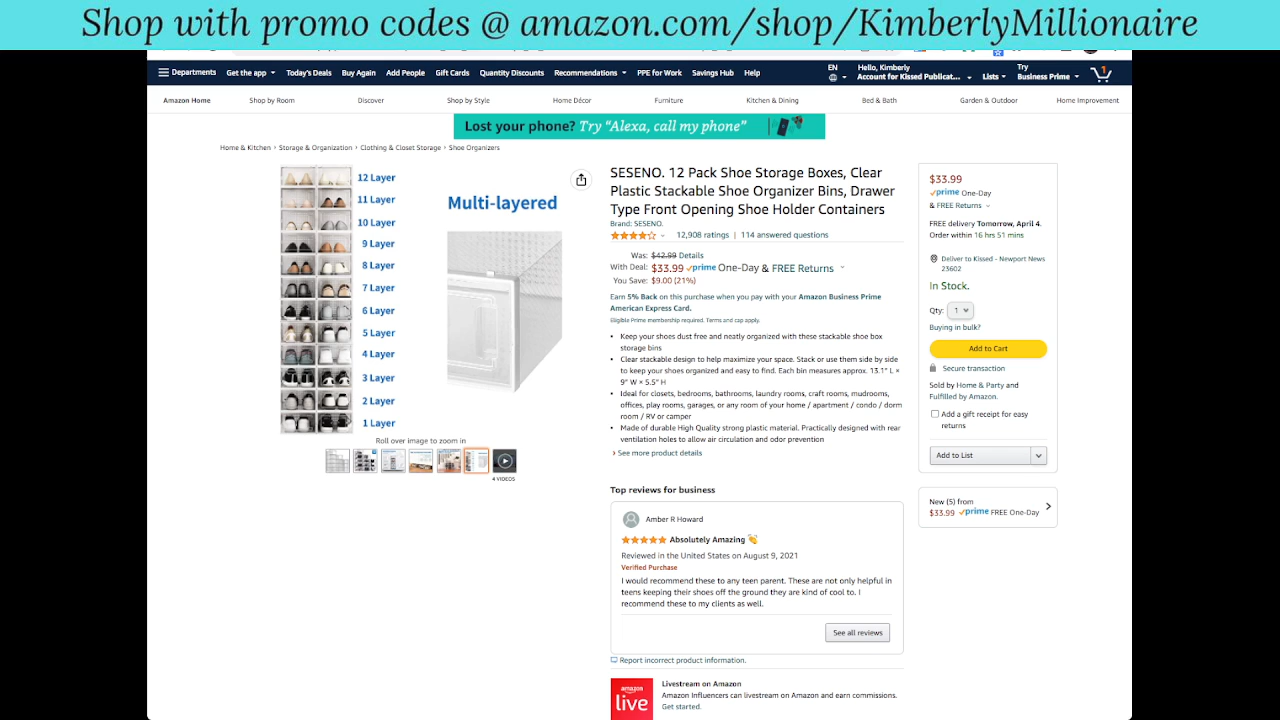 Shop with promo codes @ amazon.com/shop/KimberlyMillionaire
Departments Get the app Today's Deals Buy Again Add People Gift Cards Quantity Discounts Recommendations PPE for Work Savings Hub Help
EN
Hello, Kimberly
Account for Kissed Publicat...
Lists
Try
Business Prime
1
Amazon Home Shop by Room Discover Shop by Style Home Décor Furniture Kitchen & Dining Bed & Bath Garden & Outdoor Home Improvement
Lost your phone? Try "Alexa, call my phone"
Home & Kitchen › Storage & Organization › Clothing & Closet Storage › Shoe Organizers
12 Layer
11 Layer
10 Layer
9 Layer
8 Layer
7 Layer
6 Layer
5 Layer
4 Layer
3 Layer
2 Layer
1 Layer
Multi-layered
Roll over image to zoom in
4 VIDEOS
SESENO. 12 Pack Shoe Storage Boxes, Clear
Plastic Stackable Shoe Organizer Bins, Drawer
Type Front Opening Shoe Holder Containers
Brand: SESENO.
12,908 ratings | 114 answered questions
Was: $42.99 Details
With Deal: $33.99 prime One-Day & FREE Returns
You Save: $9.00 (21%)
Earn 5% Back on this purchase when you pay with your Amazon Business Prime
American Express Card.
Eligible Prime membership required. Terms and cap apply.
• Keep your shoes dust free and neatly organized with these stackable shoe box
storage bins
• Clear stackable design to help maximize your space. Stack or use them side by side
to keep your shoes organized and easy to find. Each bin measures approx. 13.1" L ×
9" W × 5.5" H
• Ideal for closets, bedrooms, bathrooms, laundry rooms, craft rooms, mudrooms,
offices, play rooms, garages, or any room of your home / apartment / condo / dorm
room / RV or camper
• Made of durable High Quality strong plastic material. Practically designed with rear
ventilation holes to allow air circulation and odor prevention
› See more product details
Top reviews for business
Amber R Howard
Absolutely Amazing 👏
Reviewed in the United States on August 9, 2021
Verified Purchase
I would recommend these to any teen parent. These are not only helpful in
teens keeping their shoes off the ground they are kind of cool to. I
recommend these to my clients as well.
See all reviews
Report incorrect product information.
amazon
live
Livestream on Amazon
Amazon Influencers can livestream on Amazon and earn commissions.
Get started.
$33.99
prime One-Day
& FREE Returns
FREE delivery Tomorrow, April 4.
Order within 16 hrs 51 mins
Deliver to Kissed - Newport News
23602
In Stock.
Qty: 1
Buying in bulk?
Add to Cart
Secure transaction
Sold by Home & Party and
Fulfilled by Amazon.
Add a gift receipt for easy
returns
Add to List
New (5) from
$33.99 prime FREE One-Day